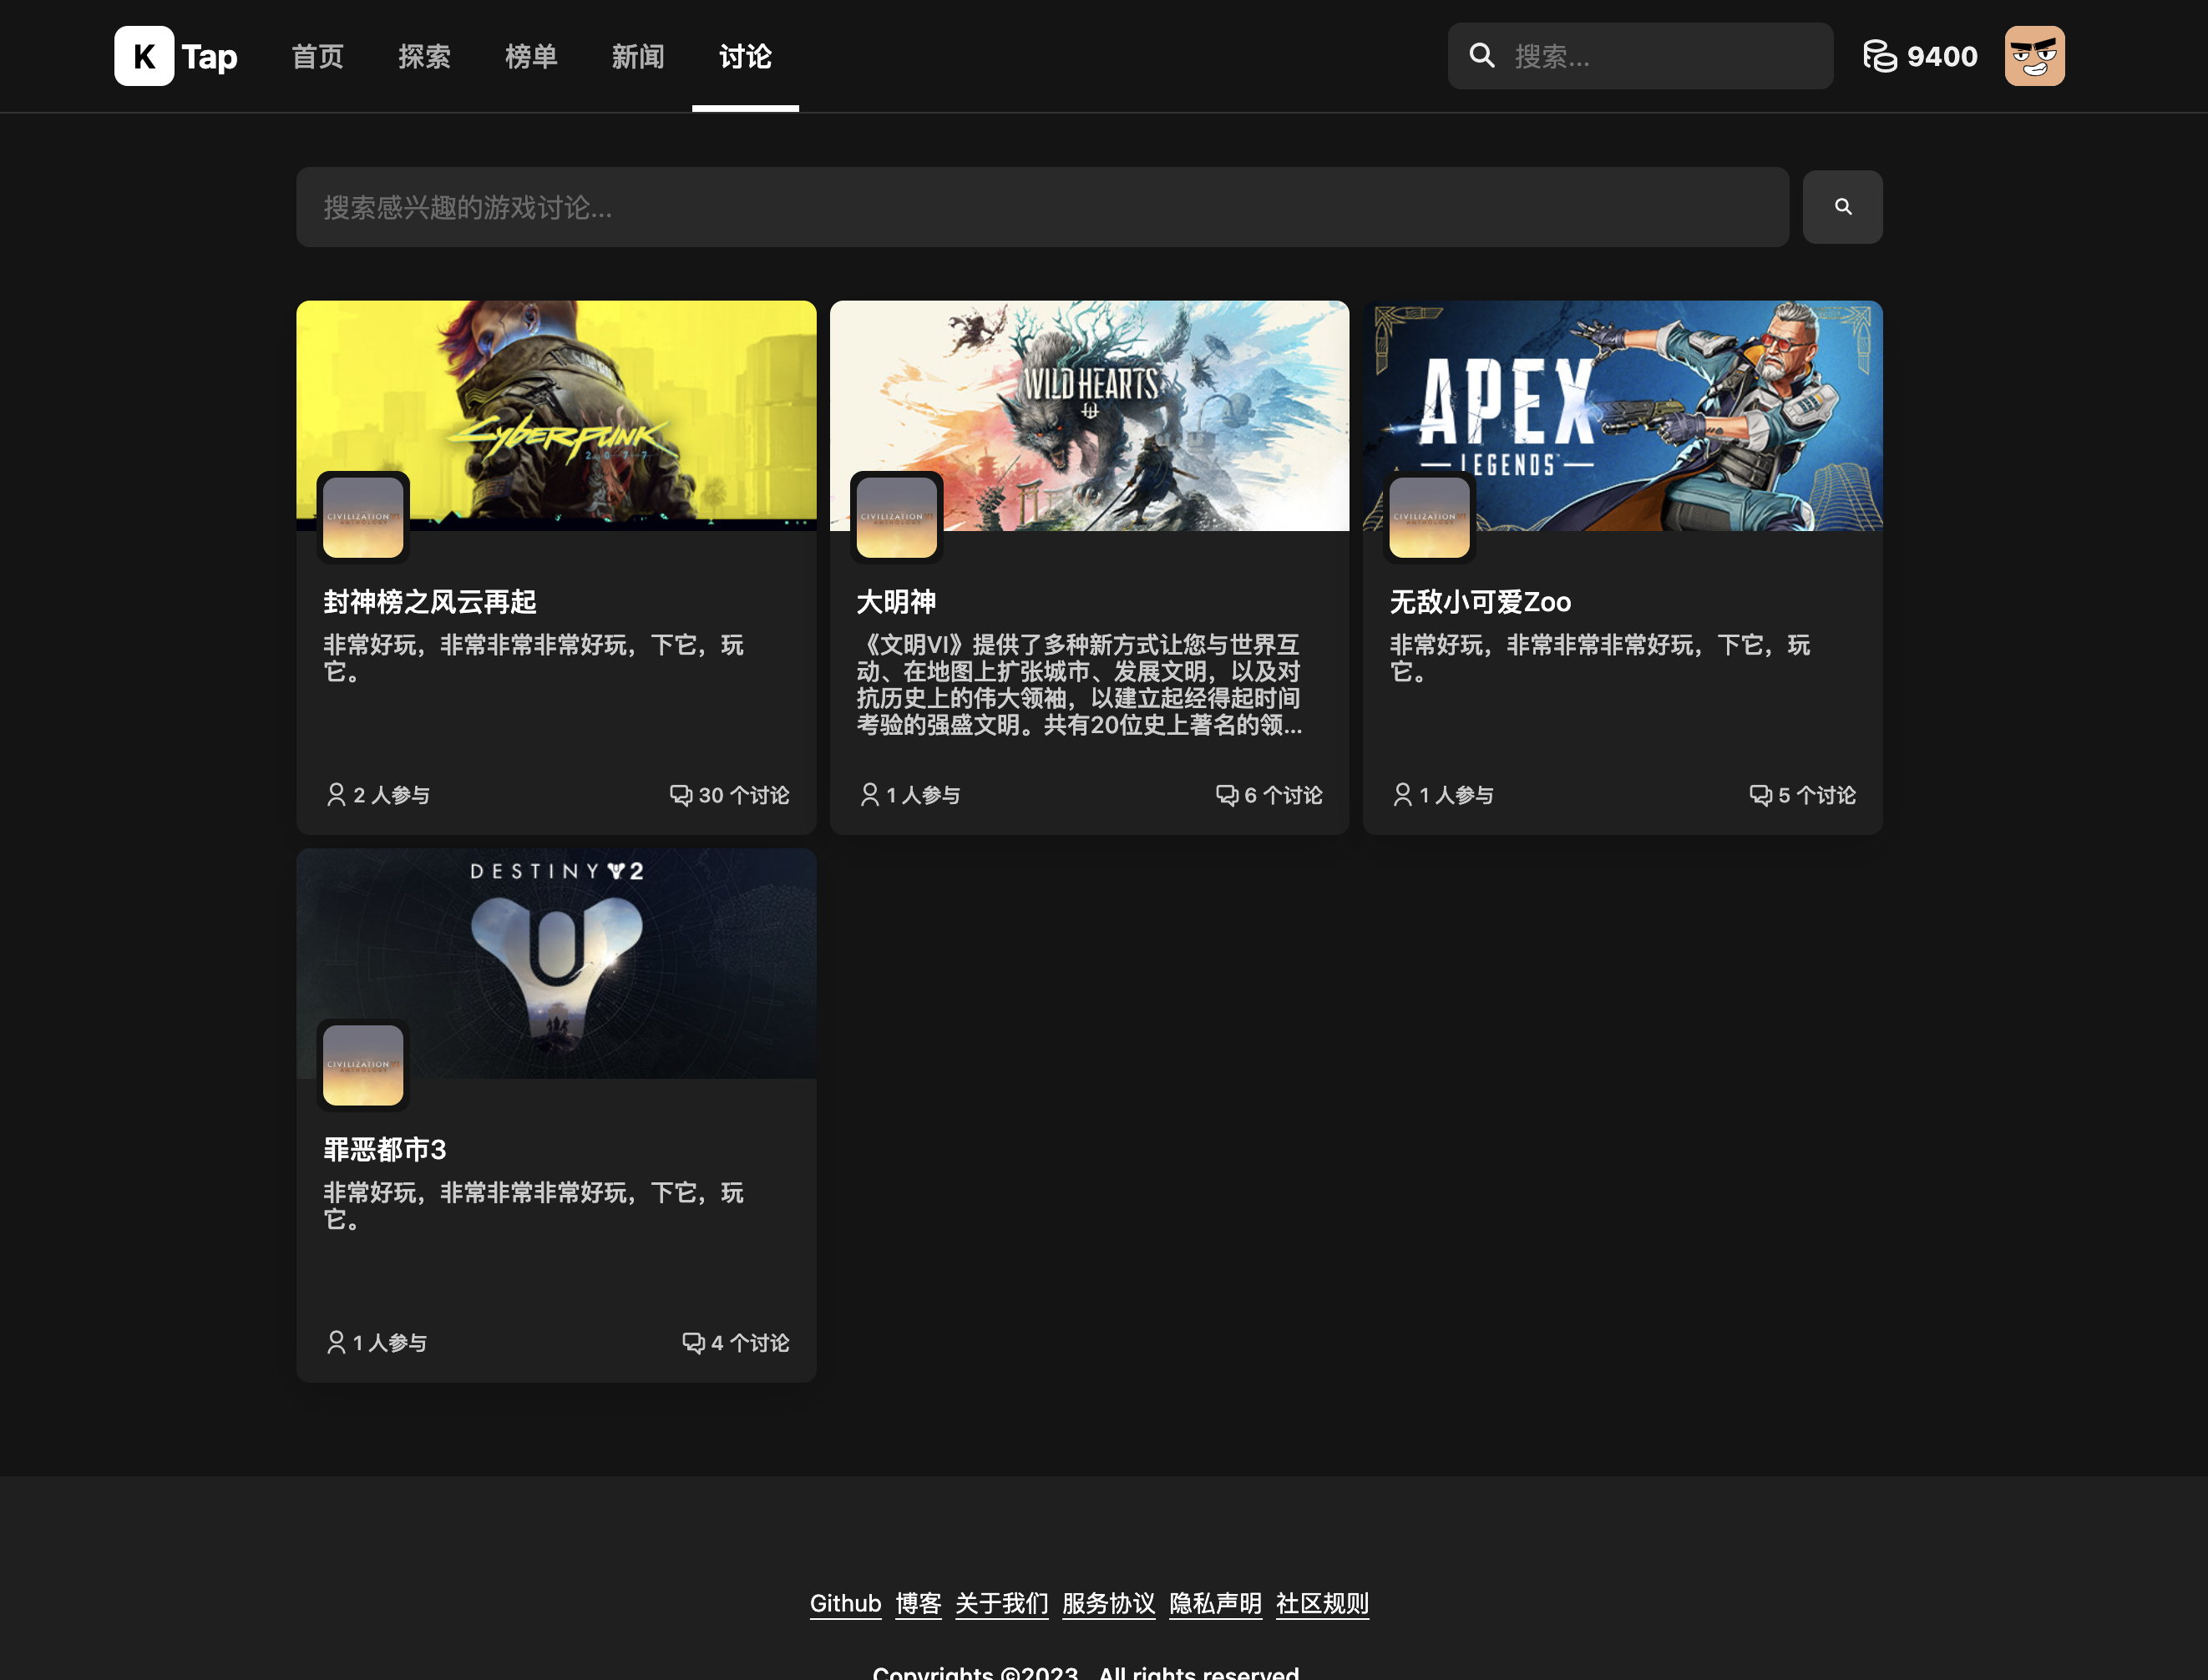 K Tap 首页 探索 榜单 新闻 讨论 搜索... 9400
搜索感兴趣的游戏讨论...
CYBERPUNK
2077
CIVILIZATION VI
ANTHOLOGY
封神榜之风云再起
非常好玩，非常非常非常好玩，下它，玩
它。
2 人参与 30 个讨论
WILD HEARTS
CIVILIZATION VI
ANTHOLOGY
大明神
《文明VI》提供了多种新方式让您与世界互
动、在地图上扩张城市、发展文明，以及对
抗历史上的伟大领袖，以建立起经得起时间
考验的强盛文明。共有20位史上著名的领...
1 人参与 6 个讨论
APEX
LEGENDS
CIVILIZATION VI
ANTHOLOGY
无敌小可爱Zoo
非常好玩，非常非常非常好玩，下它，玩
它。
1 人参与 5 个讨论
DESTINY 2
CIVILIZATION VI
ANTHOLOGY
罪恶都市3
非常好玩，非常非常非常好玩，下它，玩
它。
1 人参与 4 个讨论
Github 博客 关于我们 服务协议 隐私声明 社区规则
Copyrights ©2023 . All rights reserved.